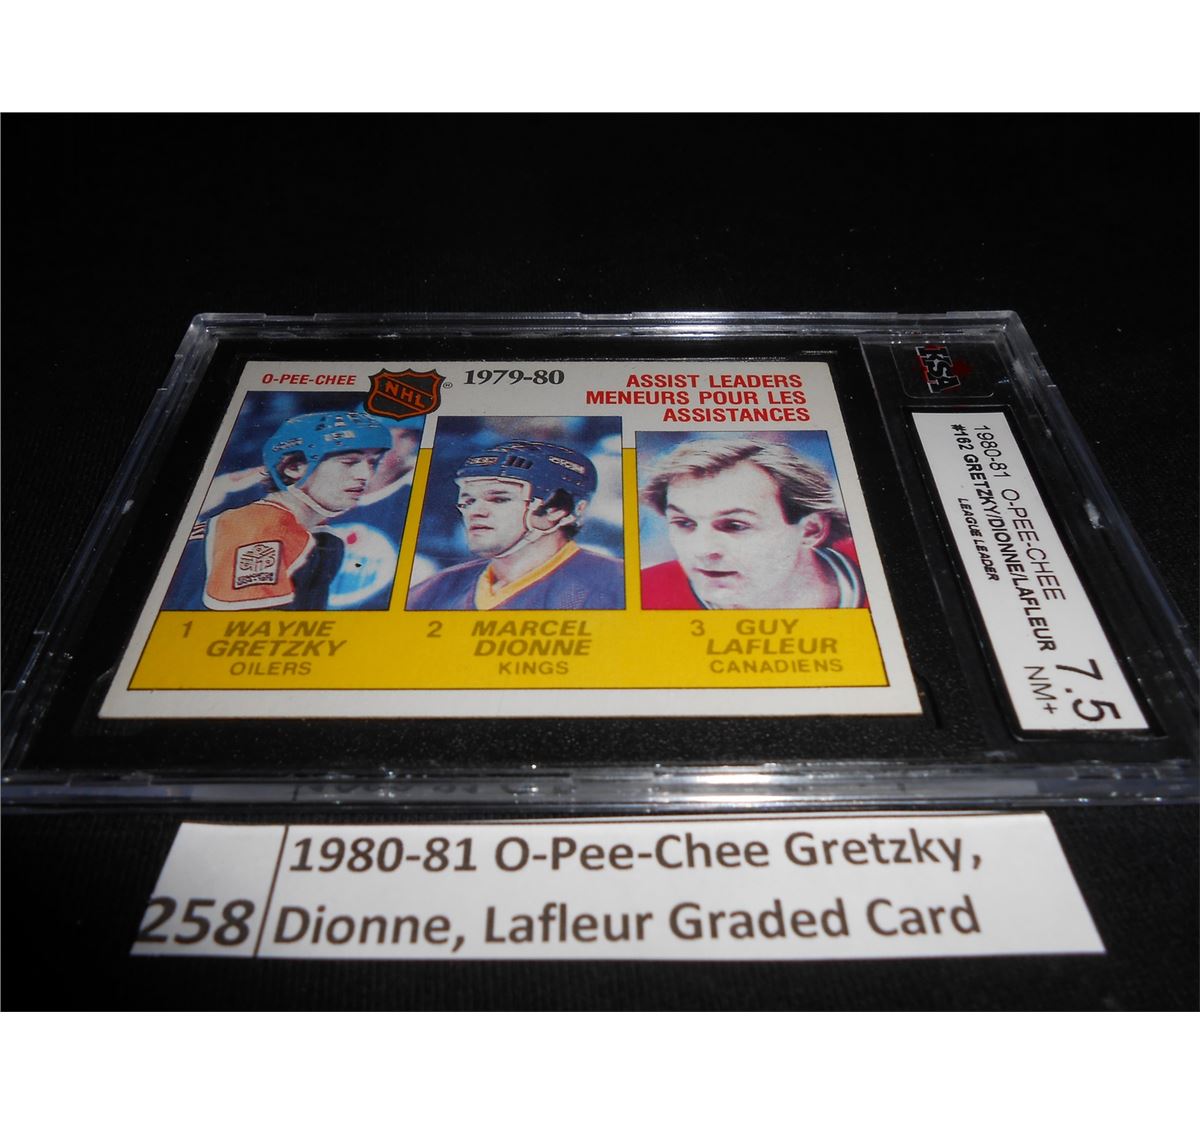 O-PEE-CHEE NHL ® 1979-80
ASSIST LEADERS
MENEURS POUR LES
ASSISTANCES
1 WAYNE
GRETZKY
OILERS
2 MARCEL
DIONNE
KINGS
3 GUY
LAFLEUR
CANADIENS
KSA
1980-81 O-PEE-CHEE
#162 GRETZKY/DIONNE/LAFLEUR
LEAGUE LEADER
7.5
NM+
258
1980-81 O-Pee-Chee Gretzky,
Dionne, Lafleur Graded Card